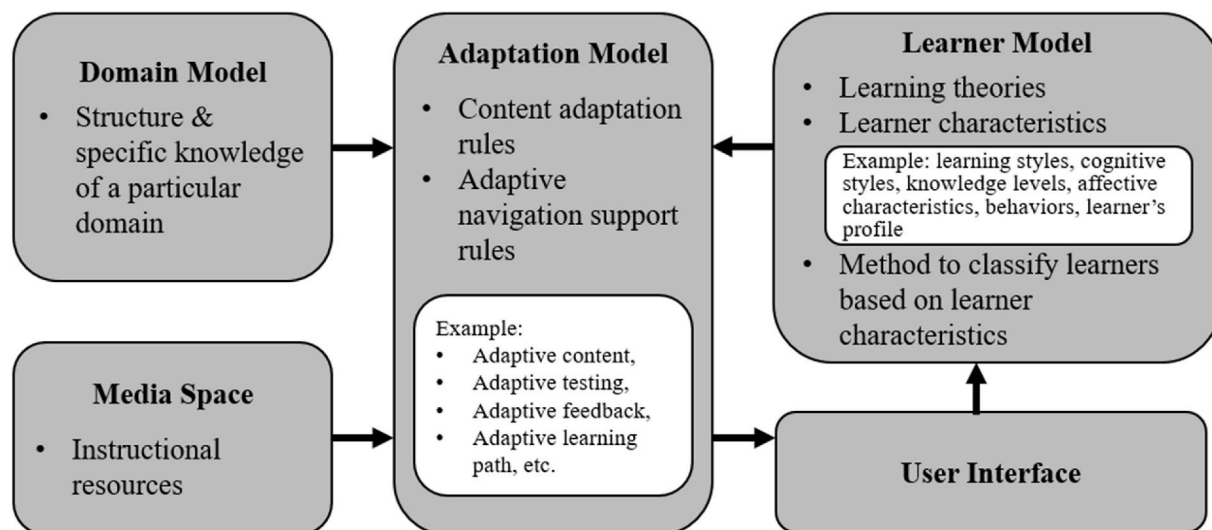 Domain Model
• Structure &
specific knowledge
of a particular
domain
Media Space
• Instructional
resources
Adaptation Model
• Content adaptation
rules
• Adaptive
navigation support
rules
Example:
• Adaptive content,
• Adaptive testing,
• Adaptive feedback,
• Adaptive learning
path, etc.
Learner Model
• Learning theories
• Learner characteristics
Example: learning styles, cognitive
styles, knowledge levels, affective
characteristics, behaviors, learner’s
profile
• Method to classify learners
based on learner
characteristics
User Interface